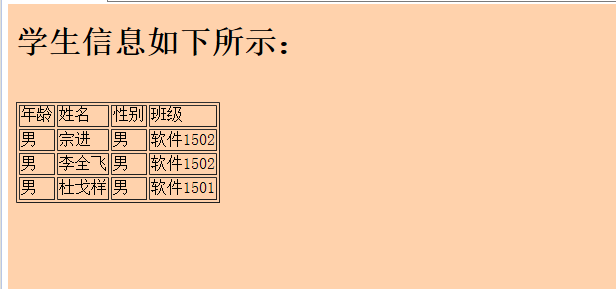 学生信息如下所示：
年龄 姓名 性别 班级
男 宗进 男 软件1502
男 李全飞 男 软件1502
男 杜戈样 男 软件1501